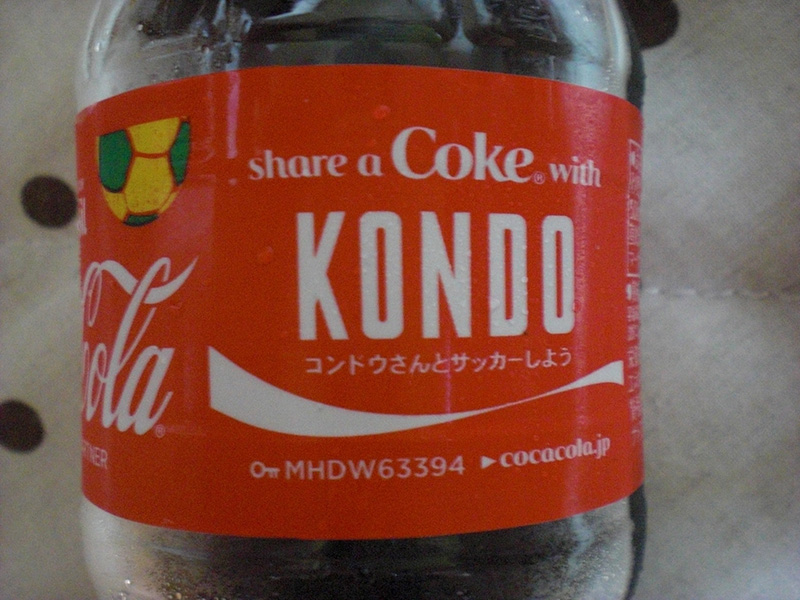 share a Coke® with
KONDO
コンドウさんとサッカーしよう
MHDW63394 ▶cocacola.jp
Cola®